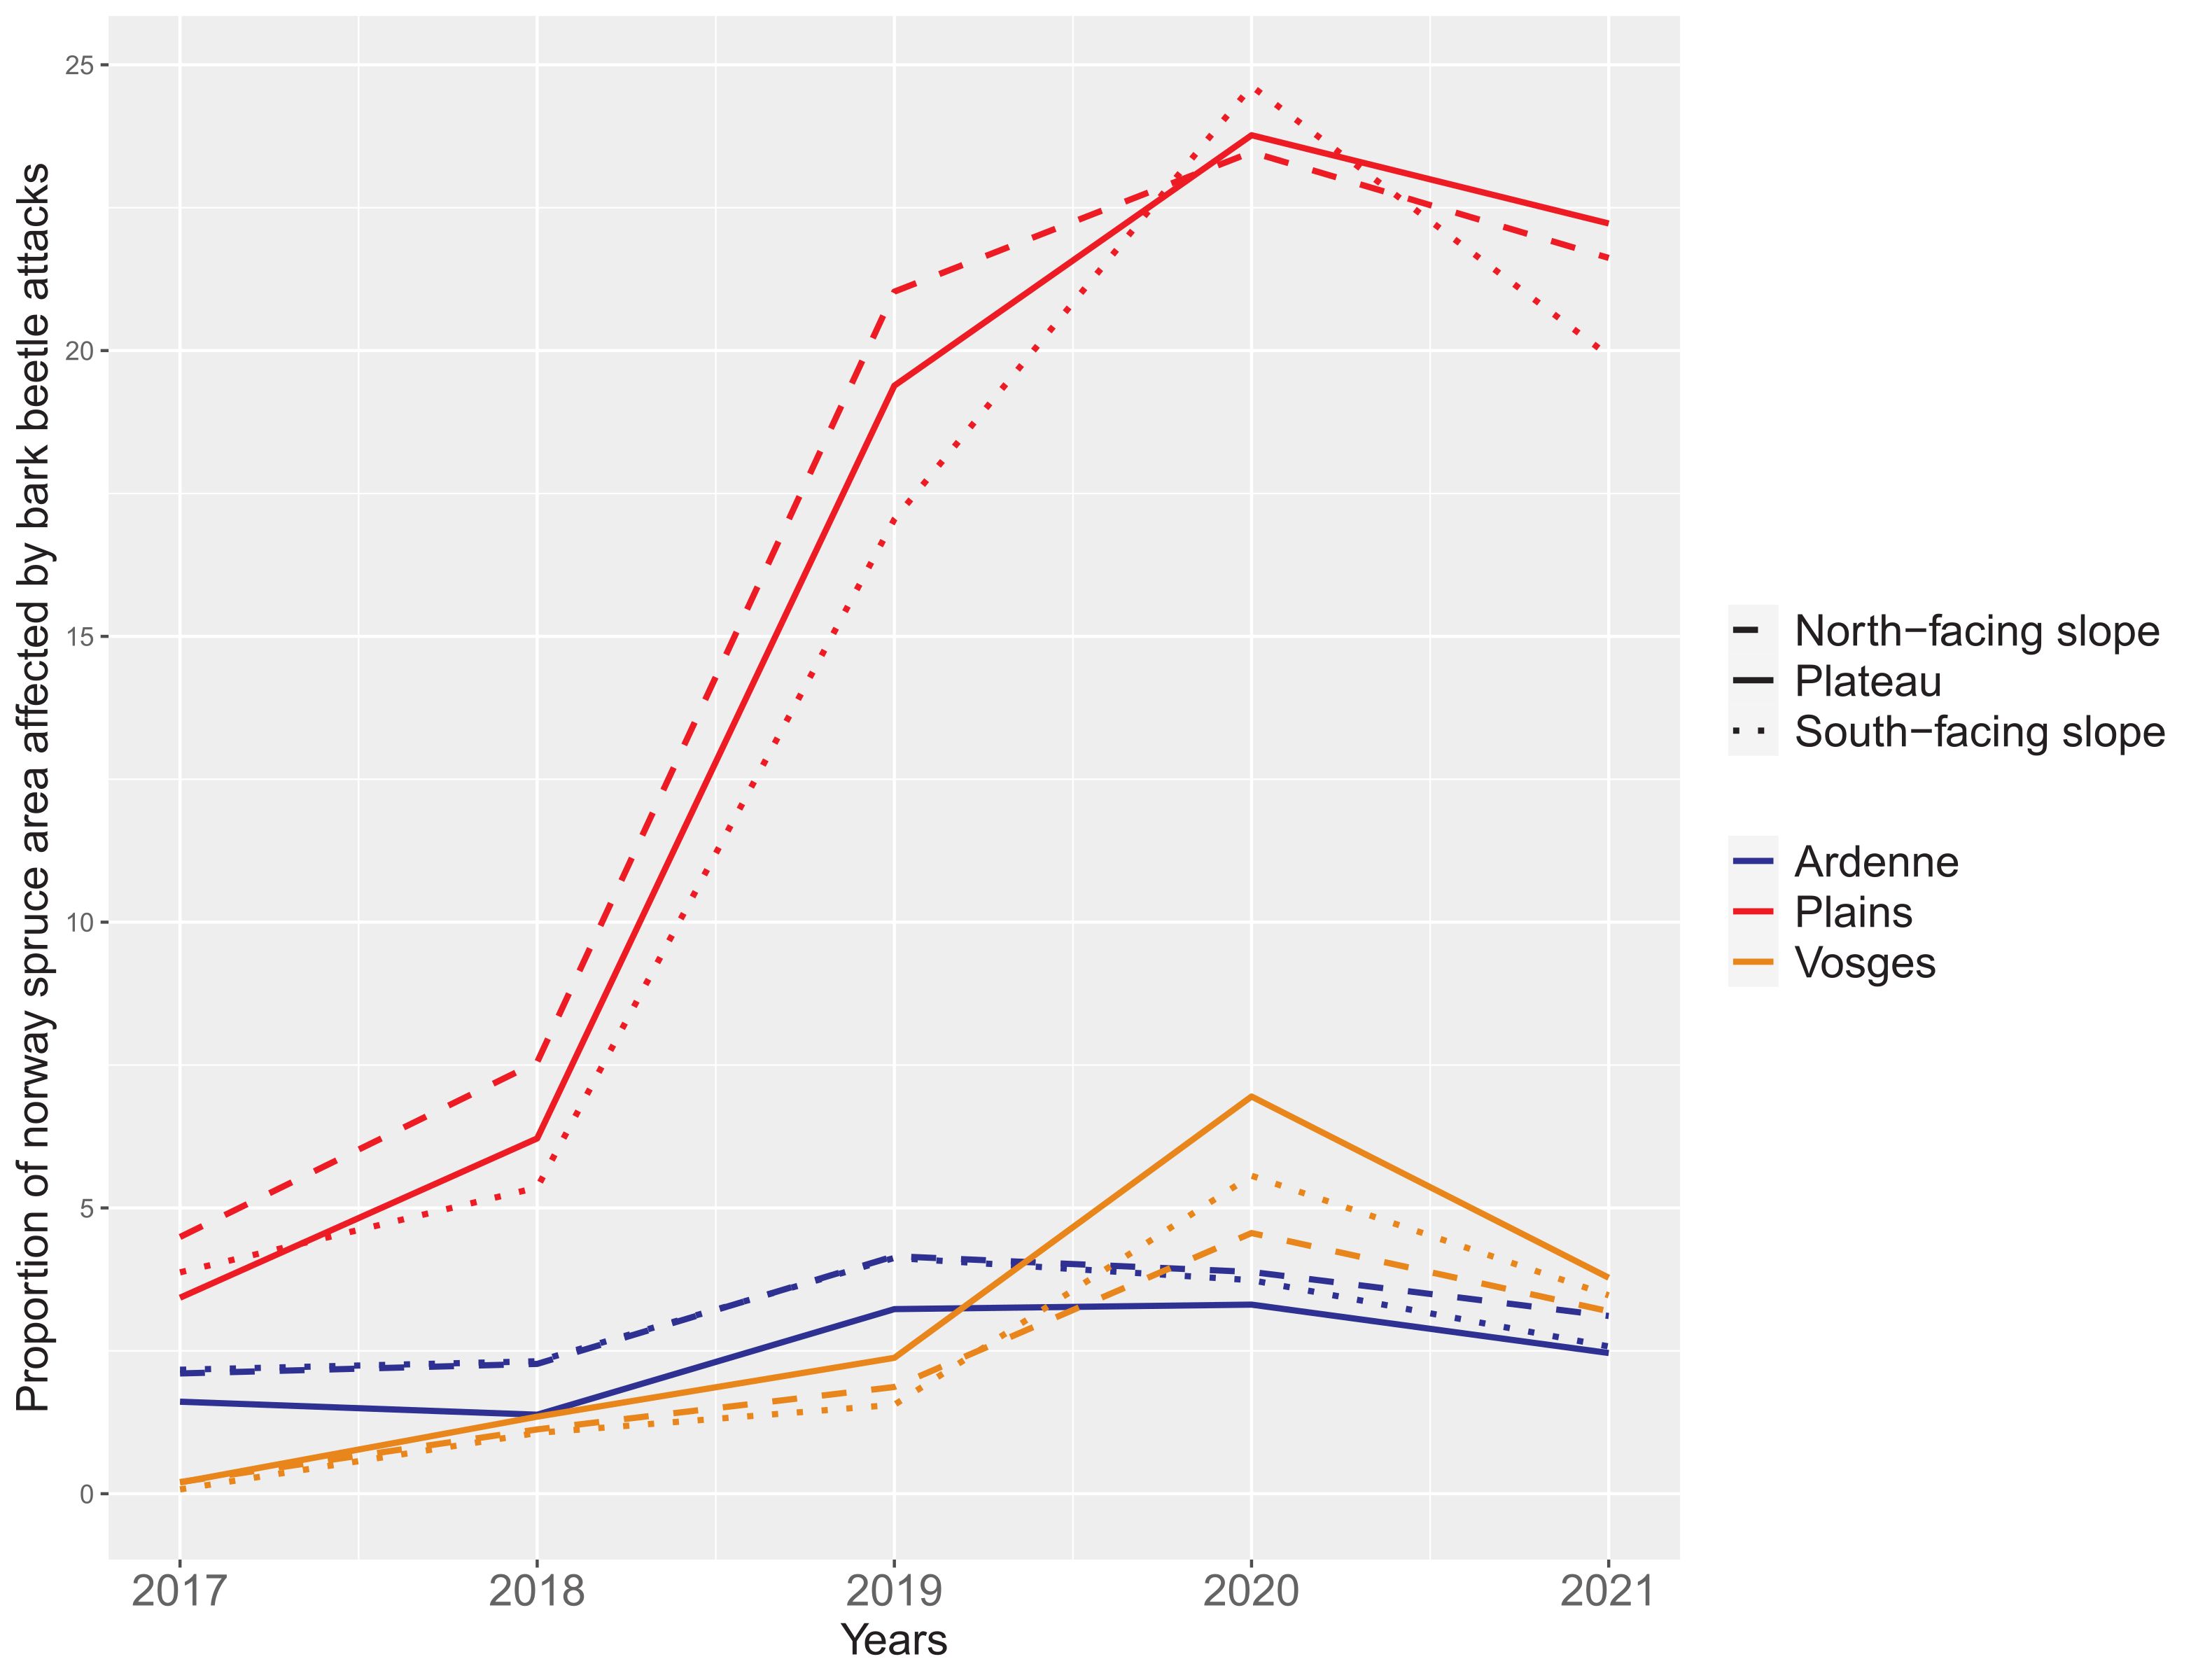 Proportion of norway spruce area affected by bark beetle attacks
25
20
15
10
5
0
2017 2018 2019 2020 2021
Years
North−facing slope
Plateau
South−facing slope
Ardenne
Plains
Vosges